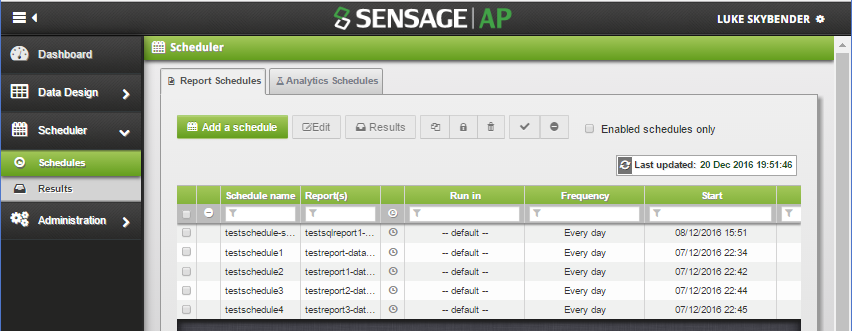 SENSAGE AP
LUKE SKYBENDER
Dashboard
Data Design
Scheduler
Schedules
Results
Administration
Scheduler
Report Schedules Analytics Schedules
Add a schedule Edit Results Enabled schedules only
Last updated: 20 Dec 2016 19:51:46
Schedule name Report(s) Run in Frequency Start
testschedule-s... testsqlreport1-... -- default -- Every day 08/12/2016 15:51
testschedule1 testreport-data... -- default -- Every day 07/12/2016 22:34
testschedule2 testreport1-dat... -- default -- Every day 07/12/2016 22:42
testschedule3 testreport2-dat... -- default -- Every day 07/12/2016 22:44
testschedule4 testreport3-dat... -- default -- Every day 07/12/2016 22:45